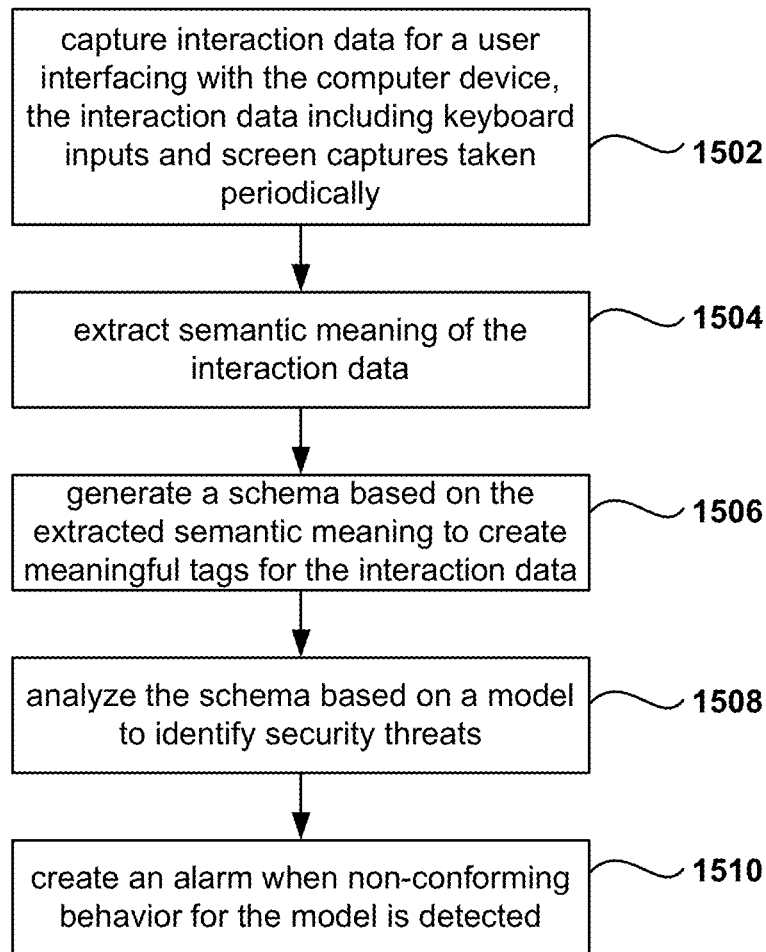 capture interaction data for a user
interfacing with the computer device,
the interaction data including keyboard
inputs and screen captures taken
periodically
1502
extract semantic meaning of the
interaction data
1504
generate a schema based on the
extracted semantic meaning to create
meaningful tags for the interaction data
1506
analyze the schema based on a model
to identify security threats
1508
create an alarm when non-conforming
behavior for the model is detected
1510